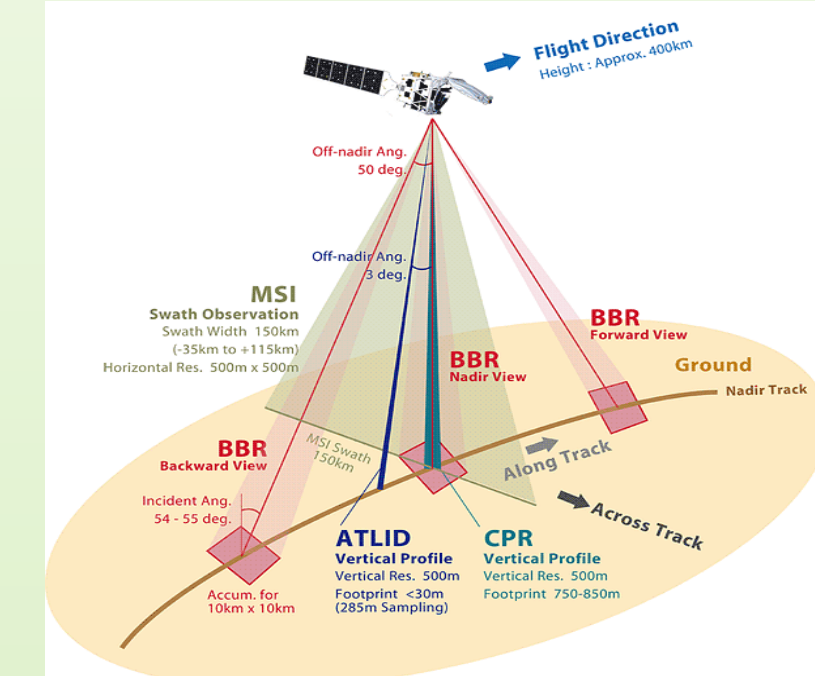 Flight Direction
Height : Approx. 400km
Off-nadir Ang.
50 deg.
Off-nadir Ang.
3 deg.
MSI
Swath Observation
Swath Width 150km
(-35km to +115km)
Horizontal Res. 500m x 500m
BBR
Forward View
BBR
Nadir View
Ground
Nadir Track
BBR
Backward View
MSI Swath
150km
Along Track
Across Track
Incident Ang.
54 - 55 deg.
Accum. for
10km x 10km
ATLID
Vertical Profile
Vertical Res. 500m
Footprint <30m
(285m Sampling)
CPR
Vertical Profile
Vertical Res. 500m
Footprint 750-850m